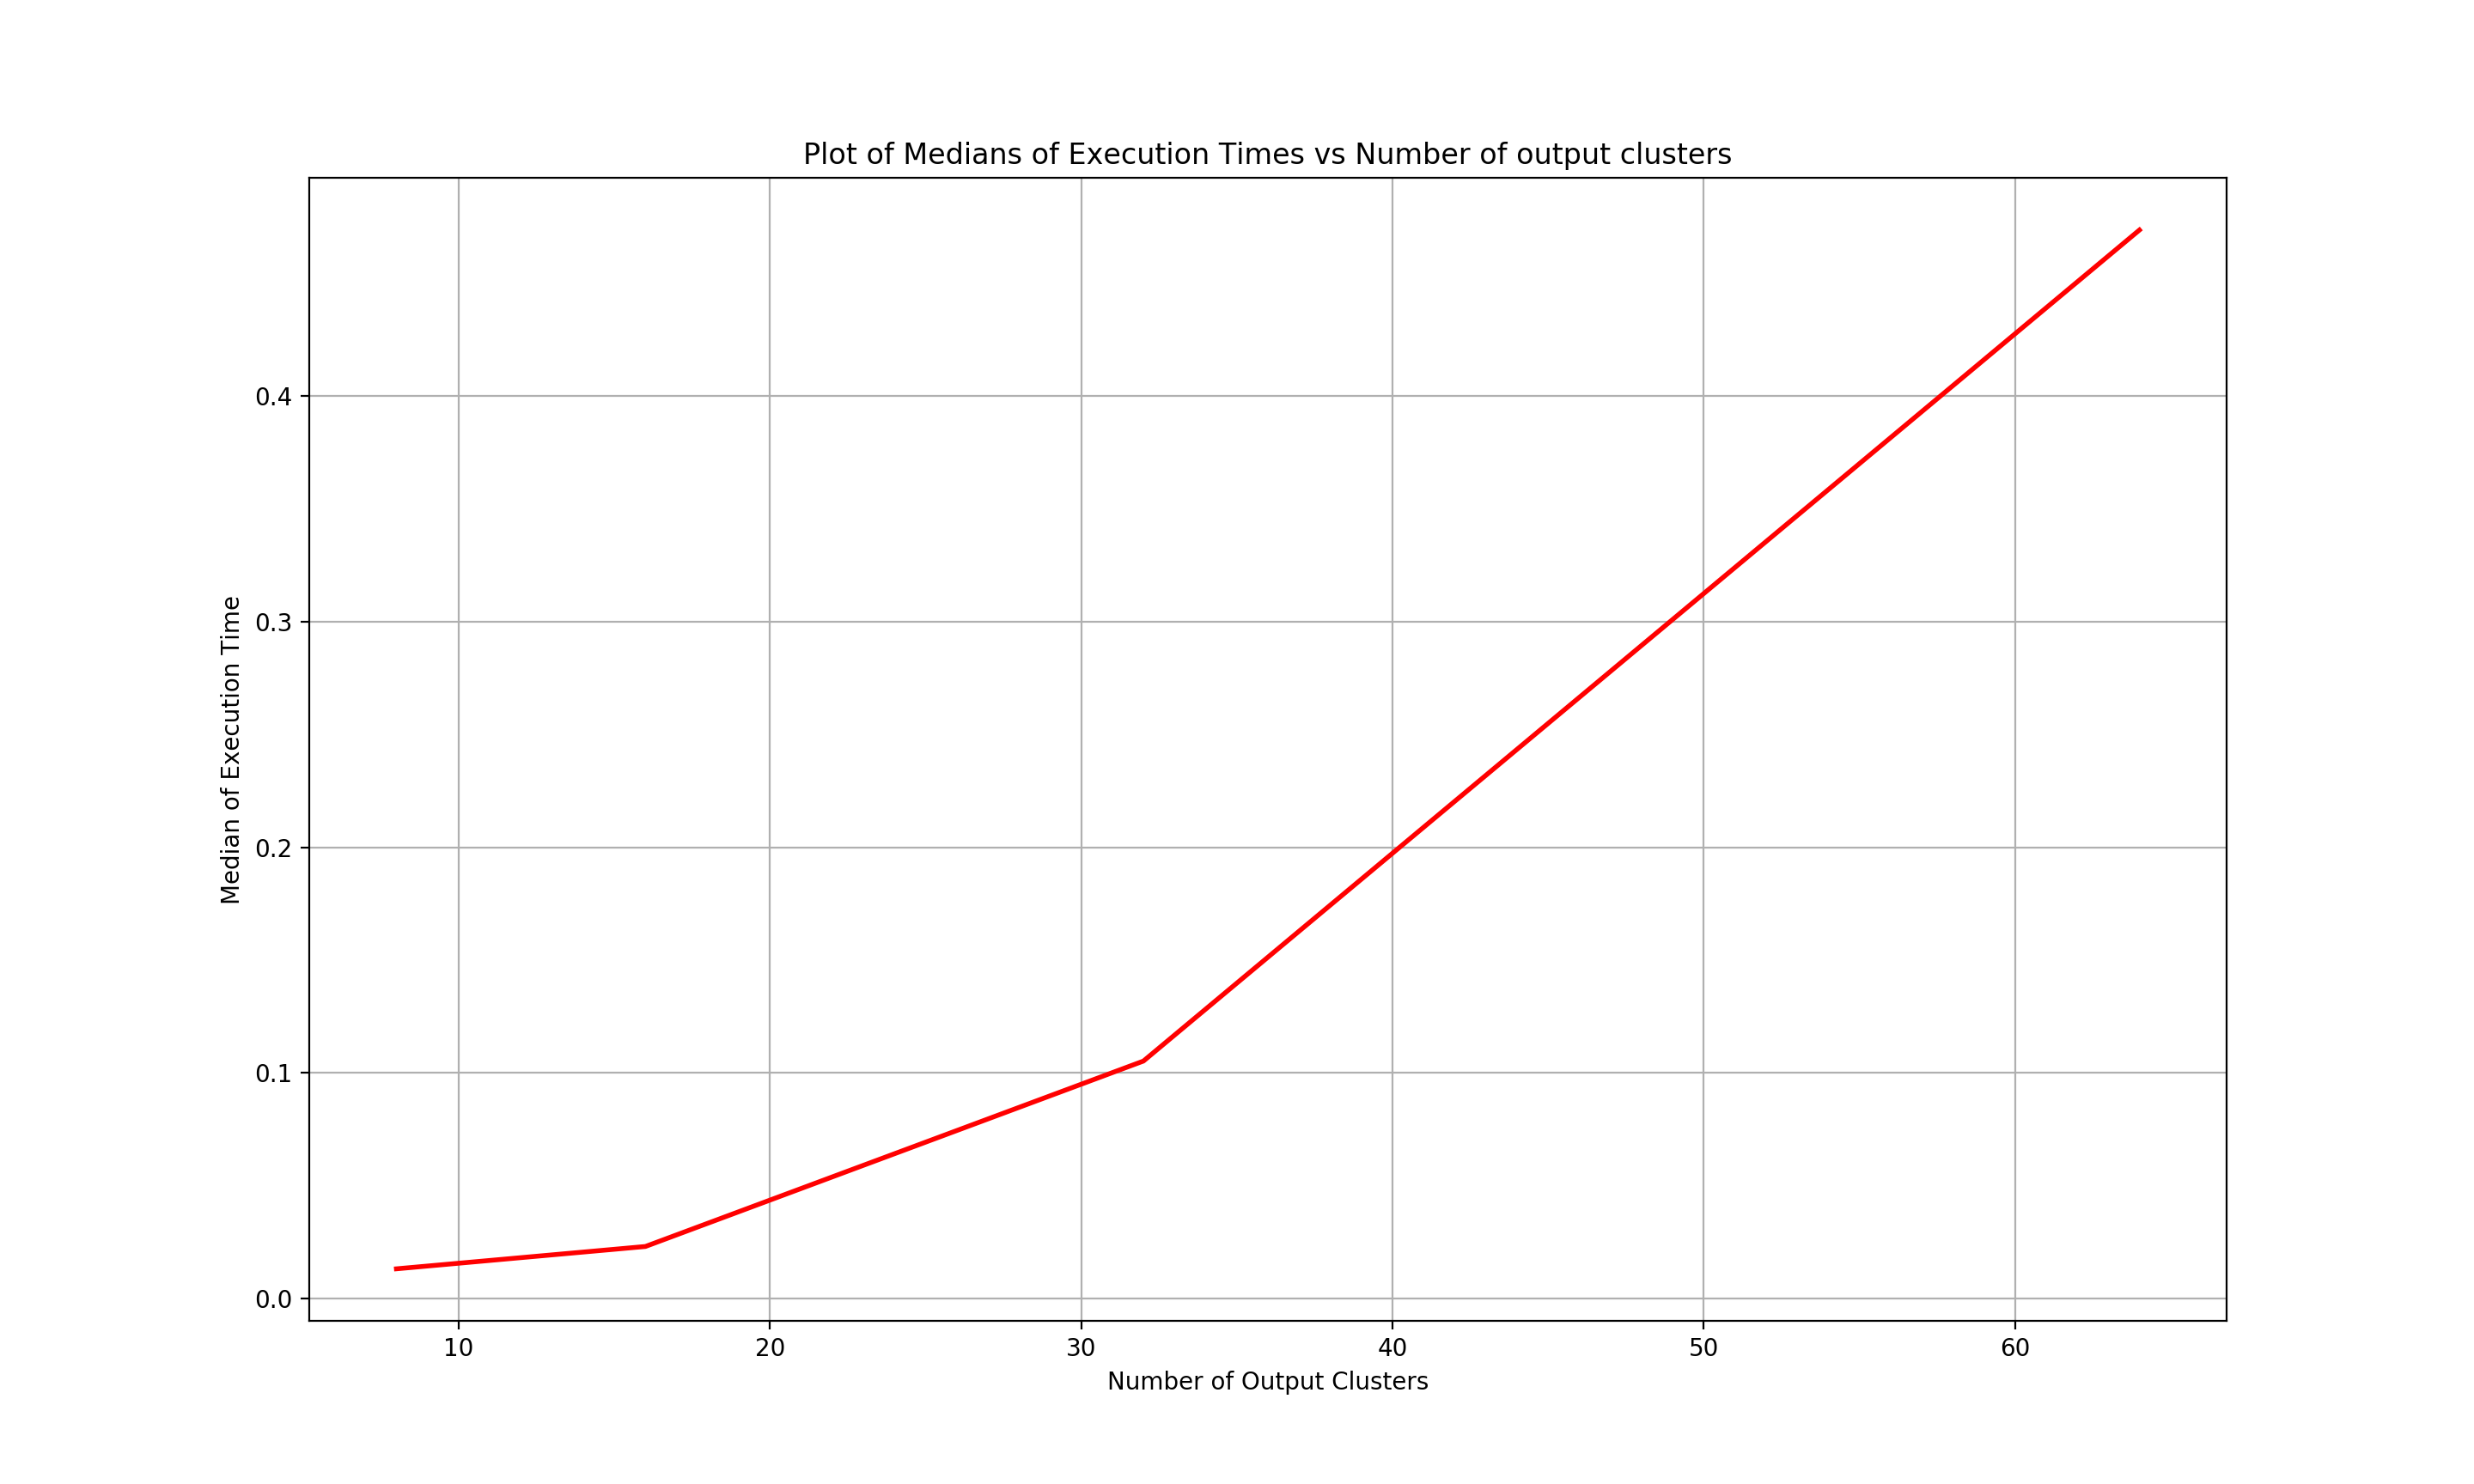 Plot of Medians of Execution Times vs Number of output clusters
Median of Execution Time
0.4
0.3
0.2
0.1
0.0
10 20 30 40 50 60
Number of Output Clusters